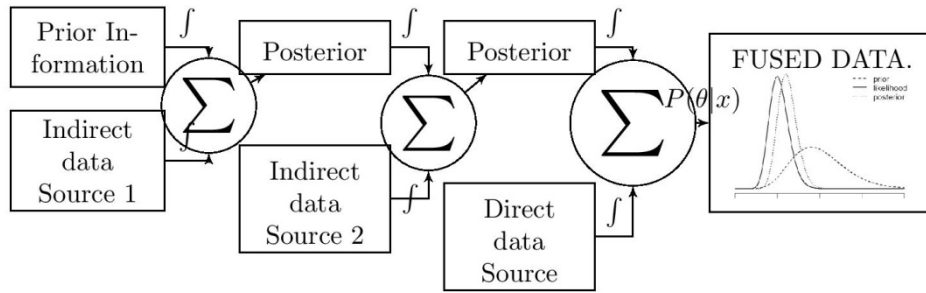 ∫
∫
∫
Prior In-
formation
Posterior
Posterior
FUSED DATA.
prior
likelihood
posterior
∑
∑
∑
P(θ|x)
∫
Indirect
data
Source 1
Indirect
data
Source 2
∫
Direct
data
Source
∫